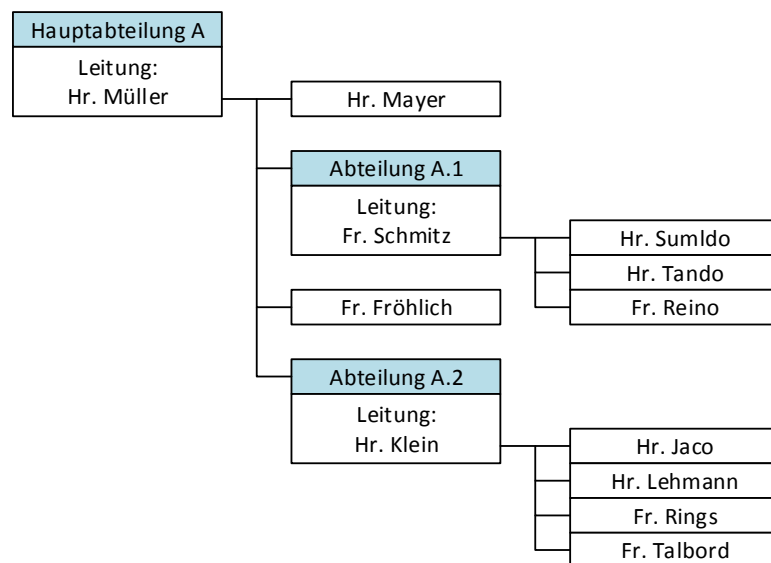 Hauptabteilung A
Leitung:
Hr. Müller
Hr. Mayer
Abteilung A.1
Leitung:
Fr. Schmitz
Hr. Sumldo
Hr. Tando
Fr. Reino
Fr. Fröhlich
Abteilung A.2
Leitung:
Hr. Klein
Hr. Jaco
Hr. Lehmann
Fr. Rings
Fr. Talbord